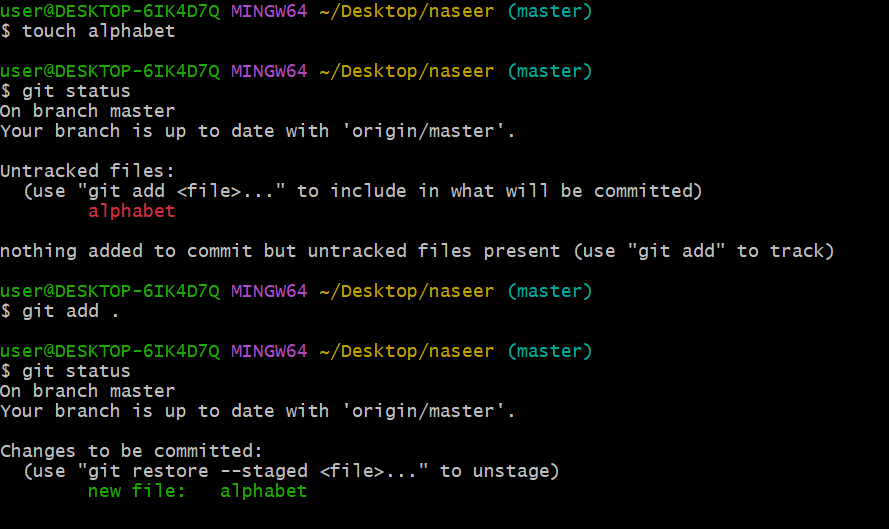 user@DESKTOP-6IK4D7Q MINGW64 ~/Desktop/naseer (master)
$ touch alphabet
user@DESKTOP-6IK4D7Q MINGW64 ~/Desktop/naseer (master)
$ git status
On branch master
Your branch is up to date with 'origin/master'.
Untracked files:
  (use "git add <file>..." to include in what will be committed)
        alphabet
nothing added to commit but untracked files present (use "git add" to track)
user@DESKTOP-6IK4D7Q MINGW64 ~/Desktop/naseer (master)
$ git add .
user@DESKTOP-6IK4D7Q MINGW64 ~/Desktop/naseer (master)
$ git status
On branch master
Your branch is up to date with 'origin/master'.
Changes to be committed:
  (use "git restore --staged <file>..." to unstage)
        new file:   alphabet